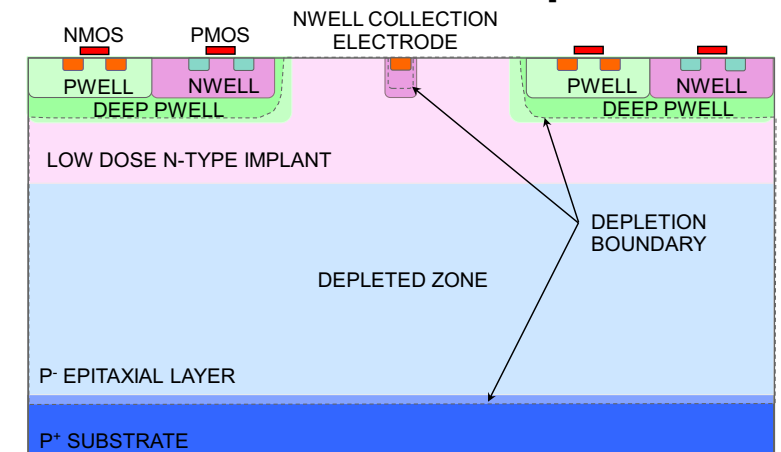 NWELL COLLECTION
ELECTRODE
NMOS
PMOS
PWELL
NWELL
PWELL
NWELL
DEEP PWELL
DEEP PWELL
LOW DOSE N-TYPE IMPLANT
DEPLETION
BOUNDARY
DEPLETED ZONE
P- EPITAXIAL LAYER
P+ SUBSTRATE